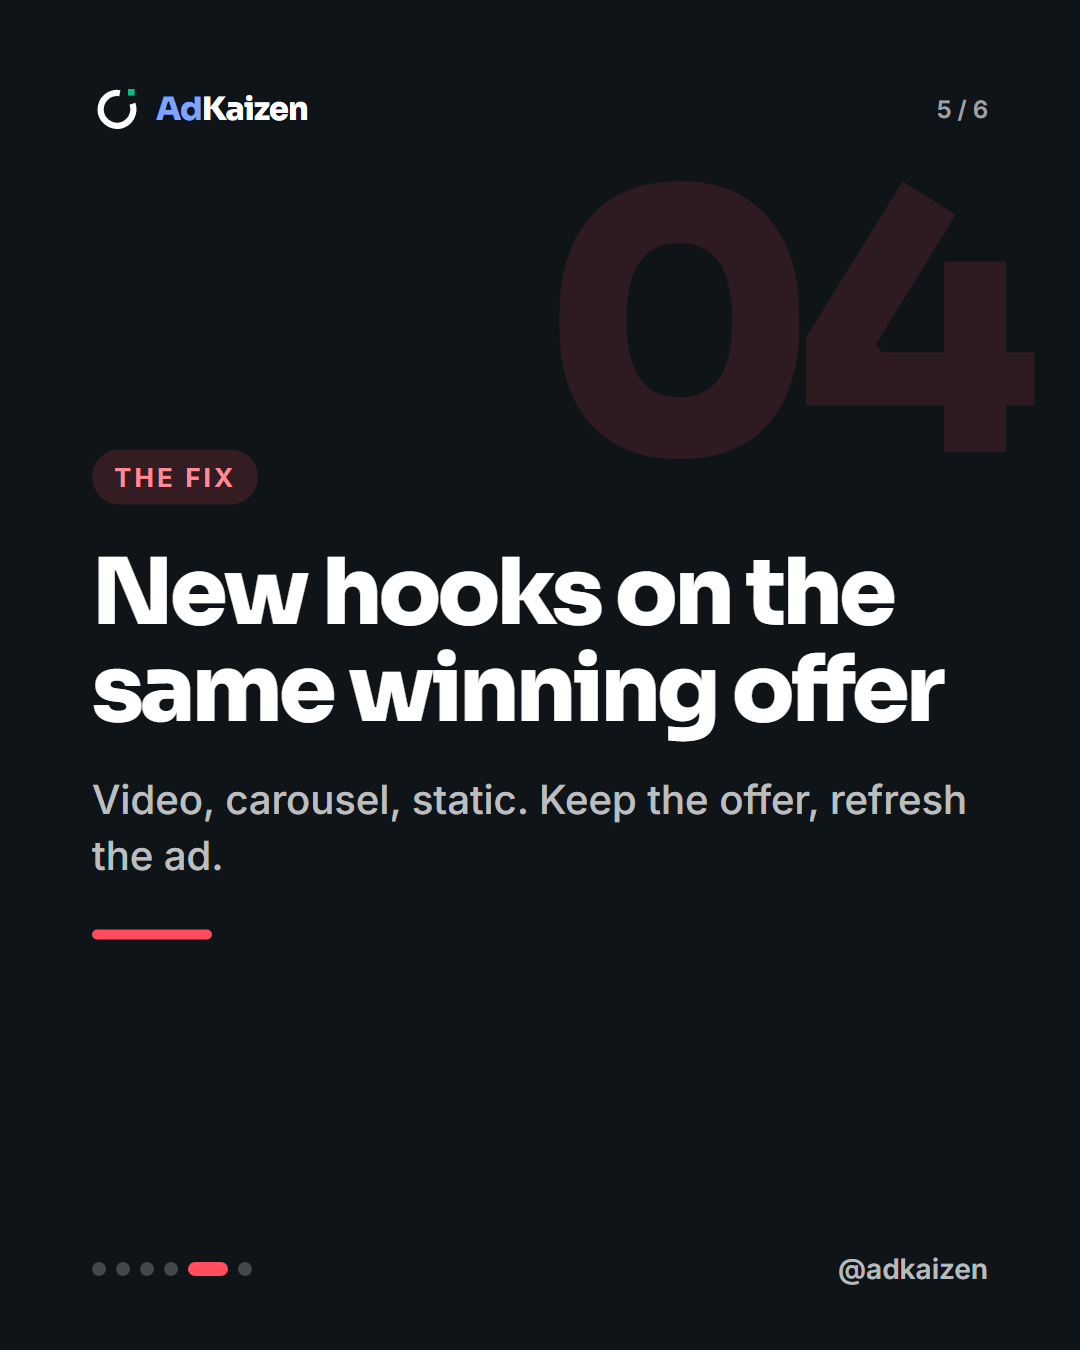 AdKaizen
5 / 6
04
THE FIX
New hooks on the
same winning offer
Video, carousel, static. Keep the offer, refresh
the ad.
@adkaizen